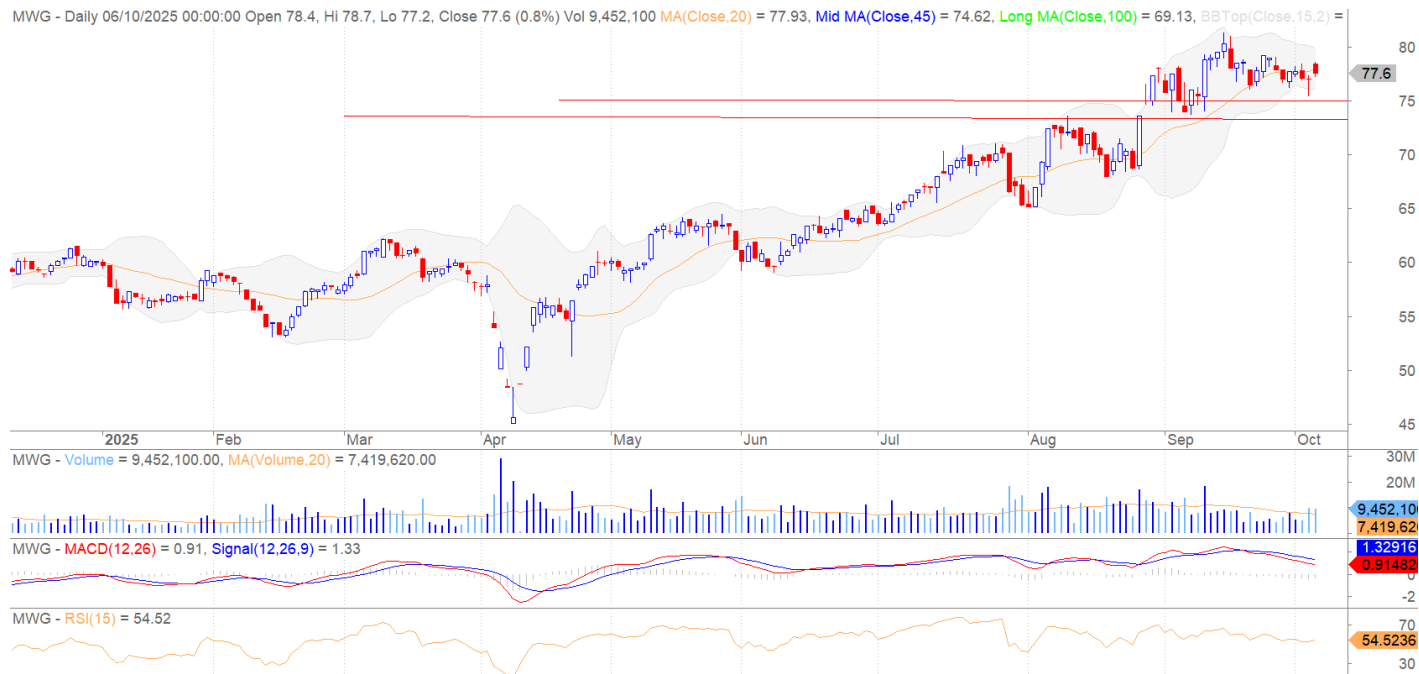 MWG - Daily 06/10/2025 00:00:00 Open 78.4, Hi 78.7, Lo 77.2, Close 77.6 (0.8%) Vol 9,452,100 MA(Close,20) = 77.93, Mid MA(Close,45) = 74.62, Long MA(Close,100) = 69.13, BBTop(Close,15,2) =
80
77.6
75
70
65
60
55
50
45
2025 Feb Mar Apr May Jun Jul Aug Sep Oct
MWG - Volume = 9,452,100.00, MA(Volume,20) = 7,419,620.00
30M
20M
9,452,100
7,419,620
MWG - MACD(12,26) = 0.91, Signal(12,26,9) = 1.33
1.32916
0.91482
0
-2
MWG - RSI(15) = 54.52
70
54.5236
30